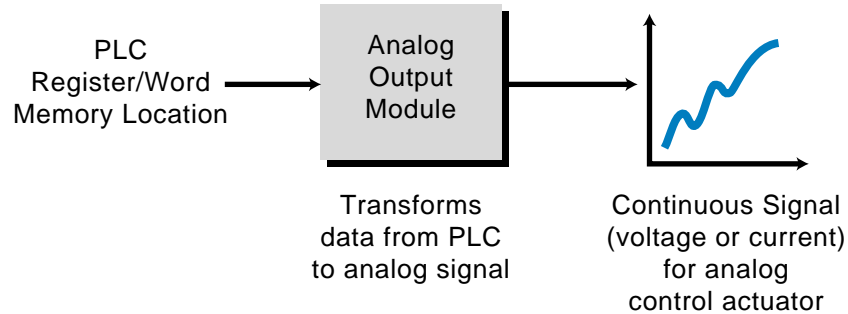 PLC
Register/Word
Memory Location
Analog
Output
Module
Transforms
data from PLC
to analog signal
Continuous Signal
(voltage or current)
for analog
control actuator